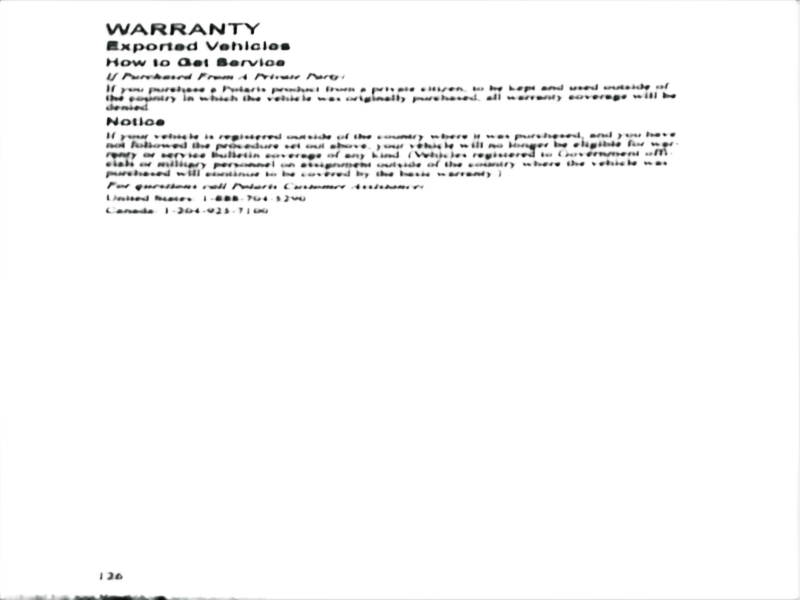 WARRANTY
Exported Vehicles
How to Get Service
If Purchased From A Private Party:
If you purchase a Polaris product from a private citizen, to be kept and used outside of
the country in which the vehicle was originally purchased, all warranty coverage will be
denied.
Notice
If your vehicle is registered outside of the country where it was purchased, and you have
not followed the procedure set out above, your vehicle will no longer be eligible for war-
ranty or service bulletin coverage of any kind. (Vehicles registered to Government offi-
cials or military personnel on assignment outside of the country where the vehicle was
purchased will continue to be covered by the basic warranty.)
For questions call Polaris Customer Assistance:
United States: 1-888-704-5290
Canada: 1-204-925-7100
126